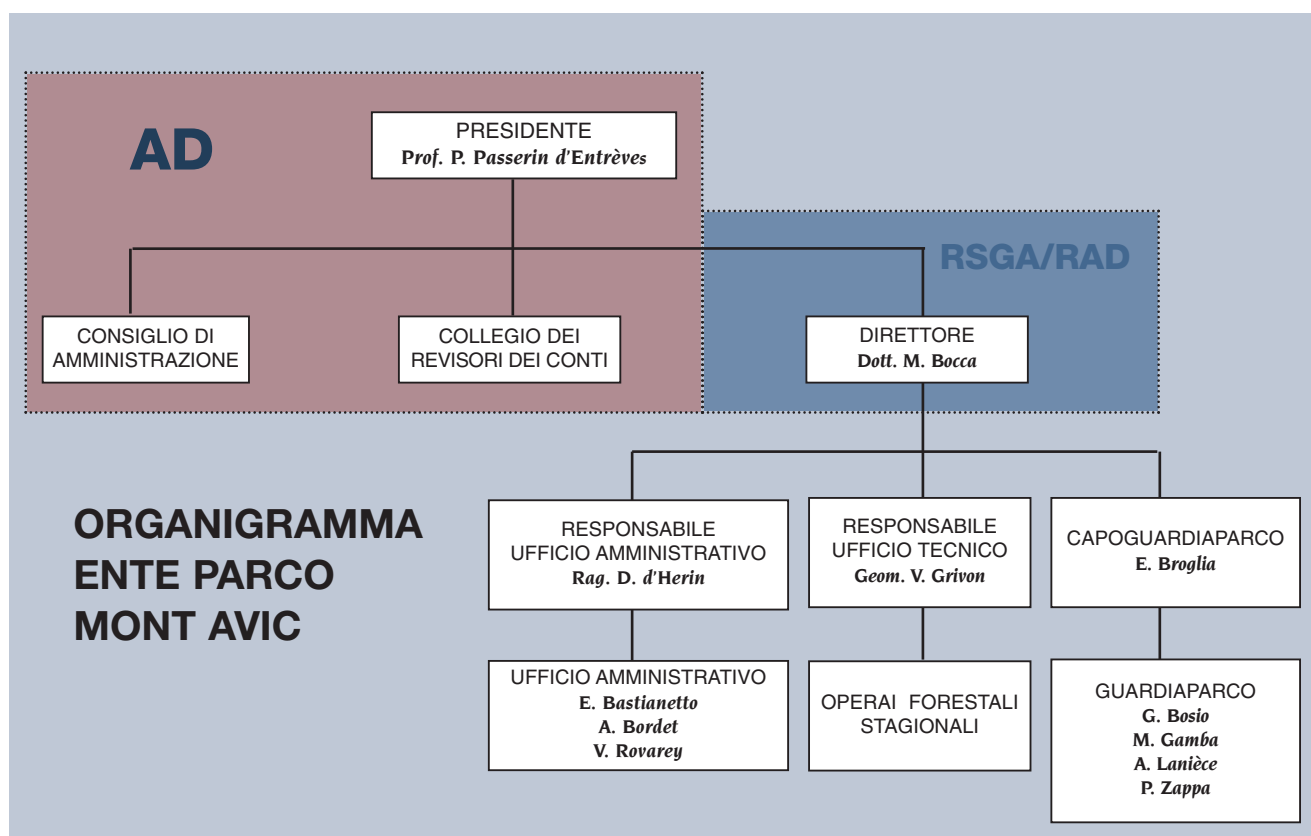 AD
PRESIDENTE
Prof. P. Passerin d'Entrèves
RSGA/RAD
CONSIGLIO DI
AMMINISTRAZIONE
COLLEGIO DEI
REVISORI DEI CONTI
DIRETTORE
Dott. M. Bocca
ORGANIGRAMMA
ENTE PARCO
MONT AVIC
RESPONSABILE
UFFICIO AMMINISTRATIVO
Rag. D. d'Herin
RESPONSABILE
UFFICIO TECNICO
Geom. V. Grivon
CAPOGUARDIAPARCO
E. Broglia
UFFICIO AMMINISTRATIVO
E. Bastianetto
A. Bordet
V. Rovarey
OPERAI FORESTALI
STAGIONALI
GUARDIAPARCO
G. Bosio
M. Gamba
A. Lanièce
P. Zappa